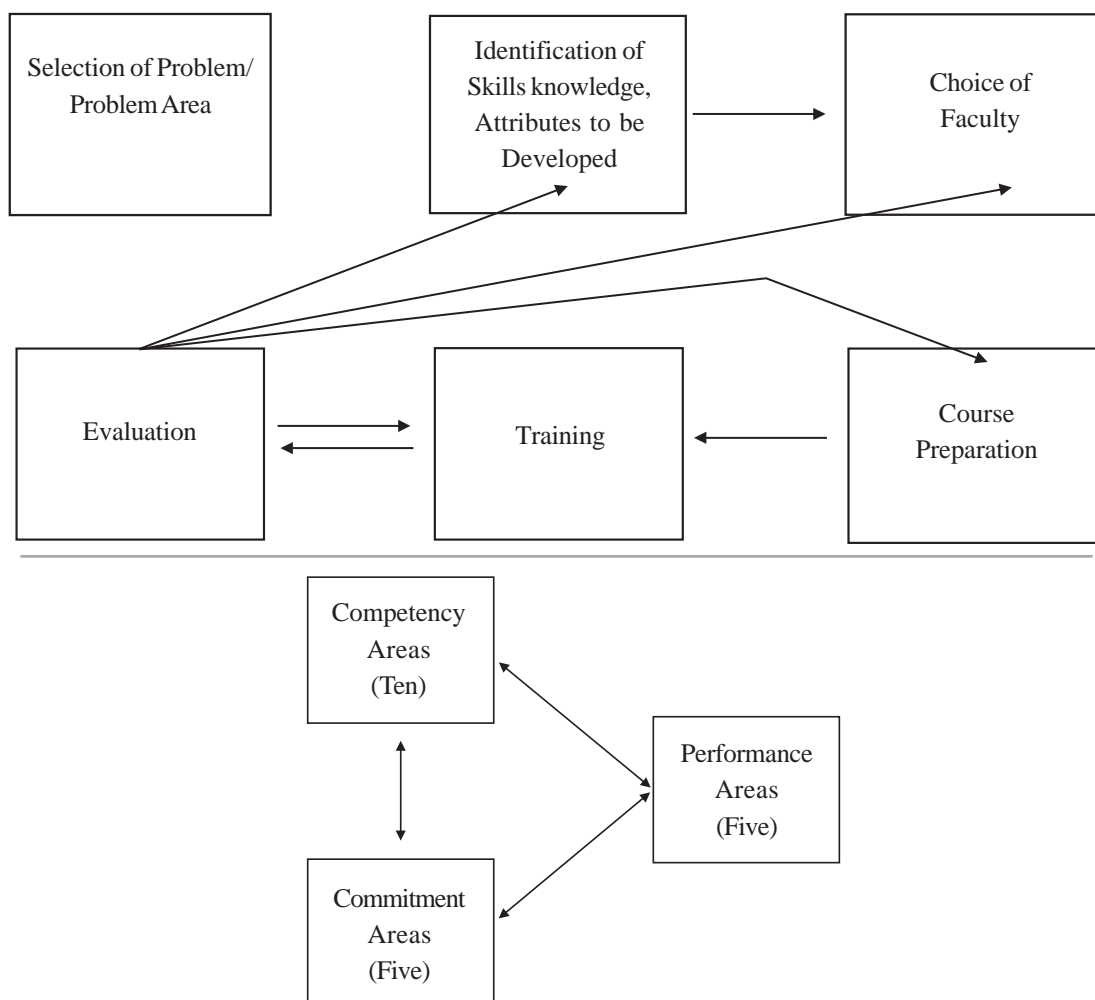 Selection of Problem/
Problem Area
Identification of
Skills knowledge,
Attributes to be
Developed
Choice of
Faculty
Evaluation
Training
Course
Preparation
Competency
Areas
(Ten)
Performance
Areas
(Five)
Commitment
Areas
(Five)